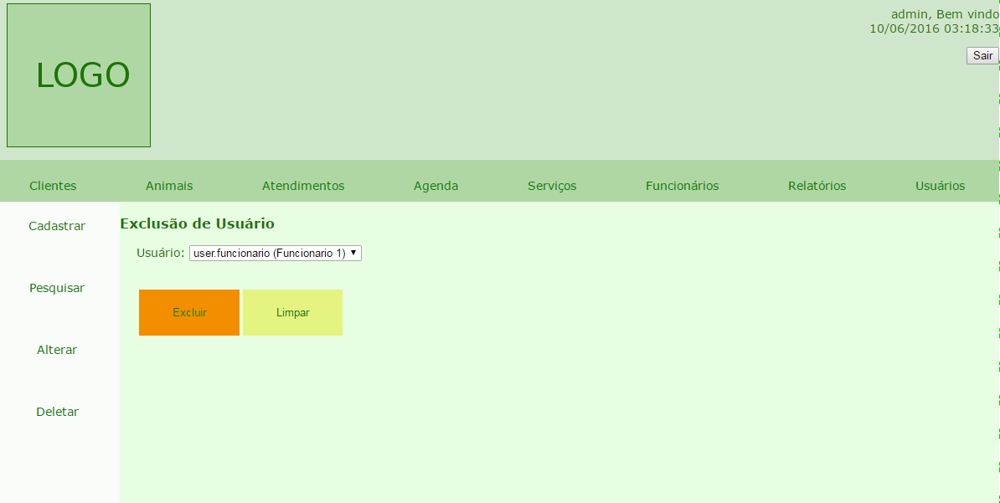 LOGO
admin, Bem vindo
10/06/2016 03:18:33
Sair
Clientes Animais Atendimentos Agenda Serviços Funcionários Relatórios Usuários
Cadastrar
Pesquisar
Alterar
Deletar
Exclusão de Usuário
Usuário: user.funcionario (Funcionario 1)
Excluir Limpar